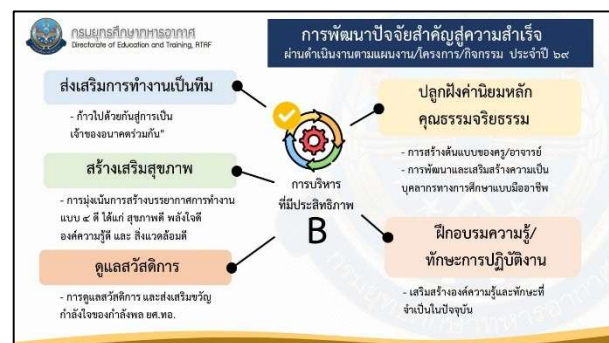 กรมยุทธศึกษาทหารอากาศ
Directorate of Education and Training, RTAF
การพัฒนาปัจจัยสำคัญสู่ความสำเร็จ
ผ่านดำเนินงานตามแผนงาน/โครงการ/กิจกรรม ประจำปี ๖๙
ส่งเสริมการทำงานเป็นทีม
- ก้าวไปด้วยกันสู่การเป็น
เจ้าของอนาคตร่วมกัน"
สร้างเสริมสุขภาพ
- การมุ่งเน้นการสร้างบรรยากาศการทำงาน
แบบ ๔ ดี ได้แก่ สุขภาพดี พลังใจดี
องค์ความรู้ดี และ สิ่งแวดล้อมดี
ดูแลสวัสดิการ
- การดูแลสวัสดิการ และส่งเสริมขวัญ
กำลังใจของกำลังพล ยศ.ทอ.
การบริหาร
ที่มีประสิทธิภาพ
B
ปลูกฝังค่านิยมหลัก
คุณธรรมจริยธรรม
- การสร้างต้นแบบของครู/อาจารย์
- การพัฒนาและเสริมสร้างความเป็น
บุคลากรทางการศึกษาแบบมืออาชีพ
ฝึกอบรมความรู้/
ทักษะการปฏิบัติงาน
- เสริมสร้างองค์ความรู้และทักษะที่
จำเป็นในปัจจุบัน